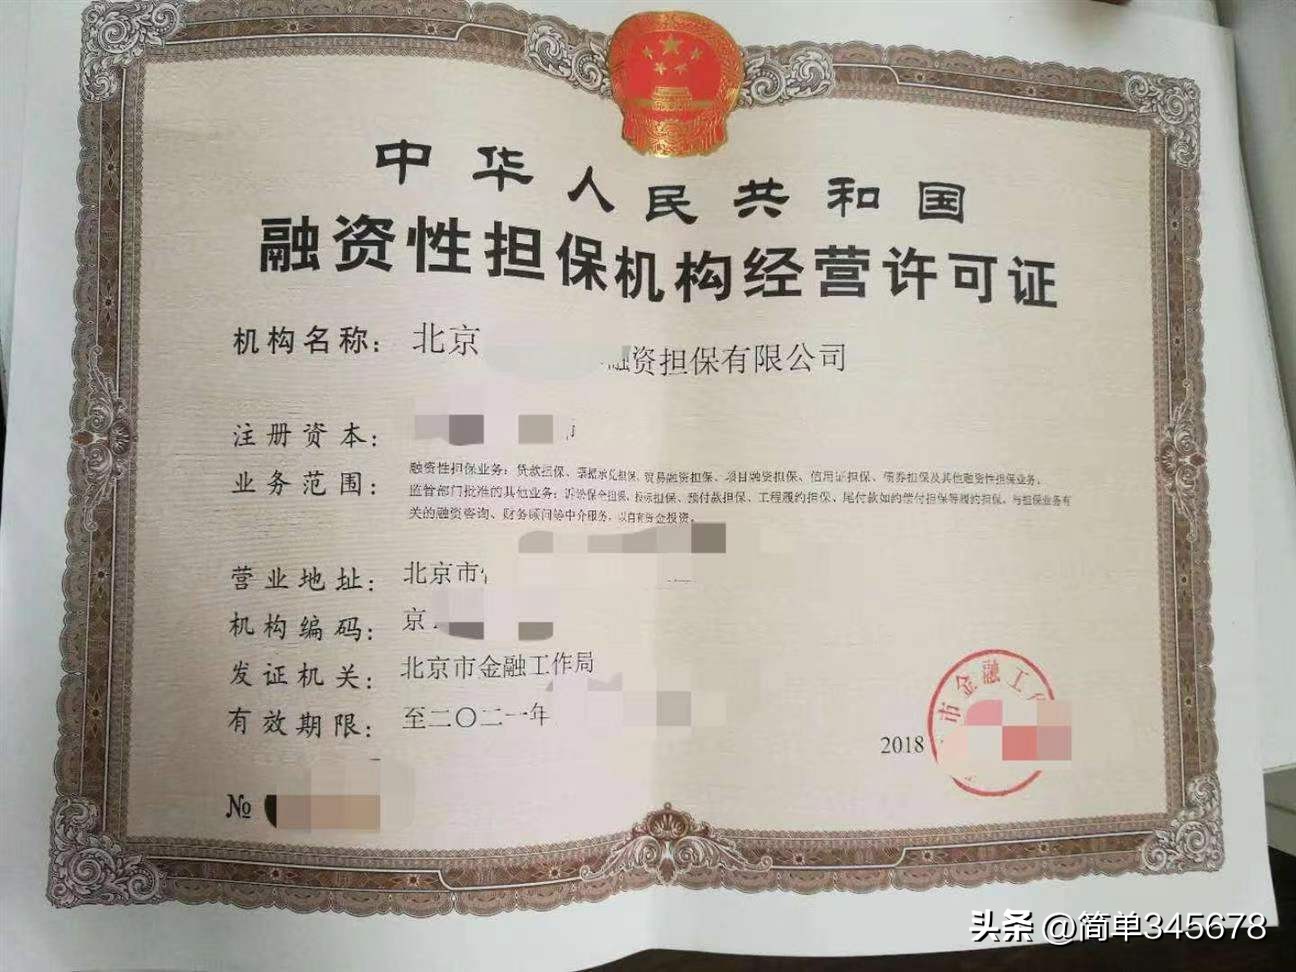 中华人民共和国
融资性担保机构经营许可证
机构名称： 北京 融资担保有限公司
注册资本：
业务范围： 融资性担保业务：贷款担保、票据承兑担保、贸易融资担保、项目融资担保、信用证担保、债券担保及其他融资性担保业务。
监管部门批准的其他业务：诉讼保全担保、投标担保、预付款担保、工程履约担保、尾付款如约偿付担保等履约担保，与担保业务有
关的融资咨询、财务顾问等中介服务，以自有资金投资。
营业地址： 北京市
机构编码： 京
发证机关： 北京市金融工作局
有效期限： 至二〇二一年
市金融工
2018
№
头条 @简单345678